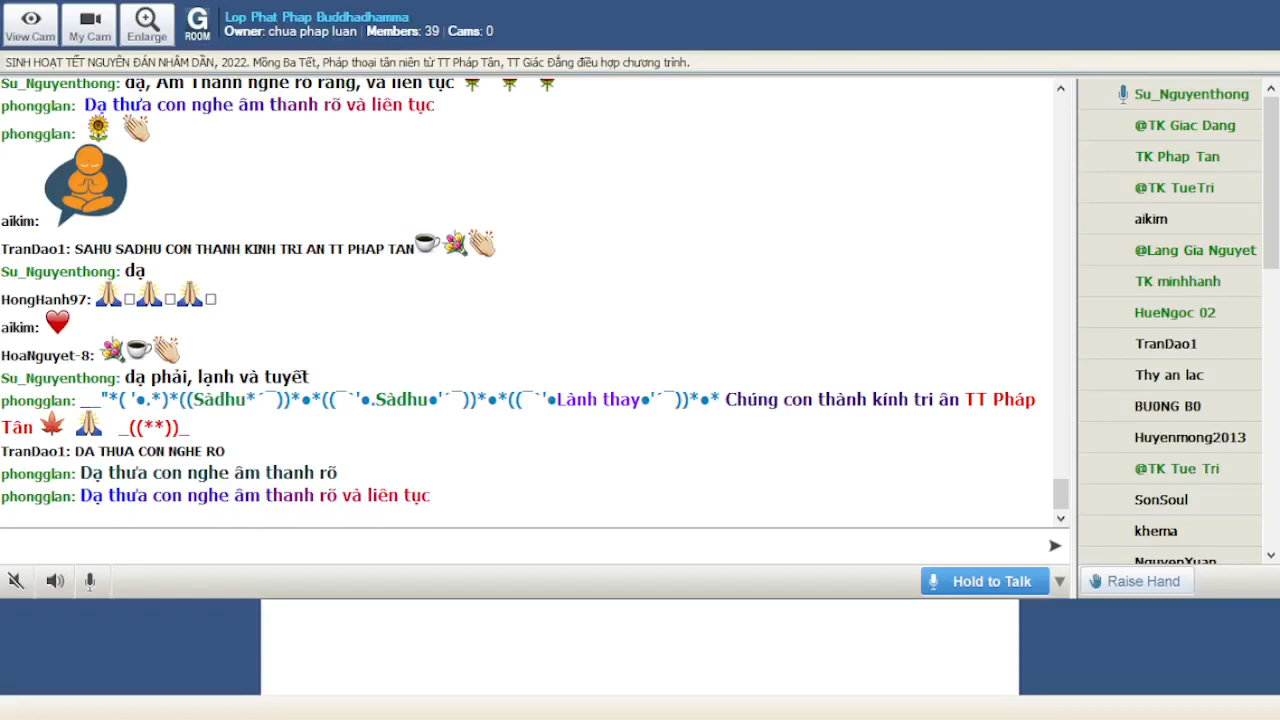 View Cam
My Cam
Enlarge
G
ROOM
Lop Phat Phap Buddhadhamma
Owner: chua phap luan | Members: 39 | Cams: 0
SINH HOẠT TẾT NGUYÊN ĐÁN NHÂM DẦN, 2022. Mồng Ba Tết, Pháp thoại tân niên từ TT Pháp Tân, TT Giác Đẳng điều hợp chương trình.
Su_Nguyenthong: dạ, Âm Thanh nghe rõ ràng, và liên tục
phongglan: Dạ thưa con nghe âm thanh rõ và liên tục
phongglan:
aikim:
TranDao1: SAHU SADHU CON THANH KINH TRI AN TT PHAP TAN
Su_Nguyenthong: dạ
HongHanh97:
aikim:
HoaNguyet-8:
Su_Nguyenthong: dạ phải, lạnh và tuyết
phongglan: __"*( '●.*)*((Sàdhu*´¯))*●*((¯`'●.Sàdhu●'´¯))*●*((¯`'●Lành thay●'´¯))*●* Chúng con thành kính tri ân TT Pháp
Tân _((**))_
TranDao1: DA THUA CON NGHE RO
phongglan: Dạ thưa con nghe âm thanh rõ
phongglan: Dạ thưa con nghe âm thanh rõ và liên tục
Hold to Talk
Su_Nguyenthong
@TK Giac Dang
TK Phap Tan
@TK TueTri
aikim
@Lang Gia Nguyet
TK minhhanh
HueNgoc 02
TranDao1
Thy an lac
BU0NG B0
Huyenmong2013
@TK Tue Tri
SonSoul
khema
NguyenXuan
Raise Hand